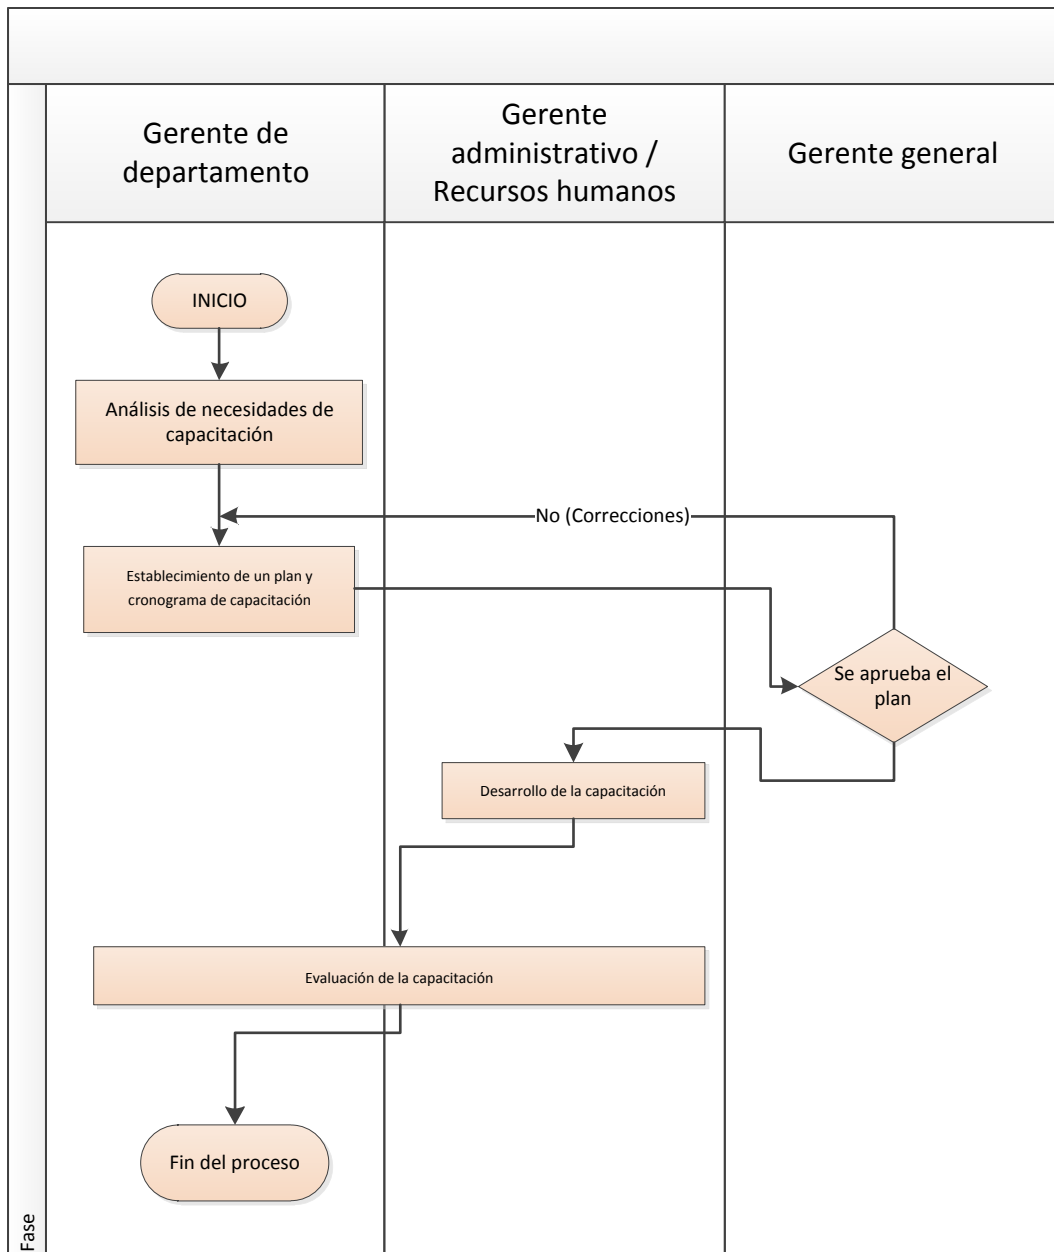 Gerente de
departamento
Gerente
administrativo /
Recursos humanos
Gerente general
INICIO
Análisis de necesidades de
capacitación
No (Correcciones)
Establecimiento de un plan y
cronograma de capacitación
Se aprueba el
plan
Desarrollo de la capacitación
Evaluación de la capacitación
Fin del proceso
Fase